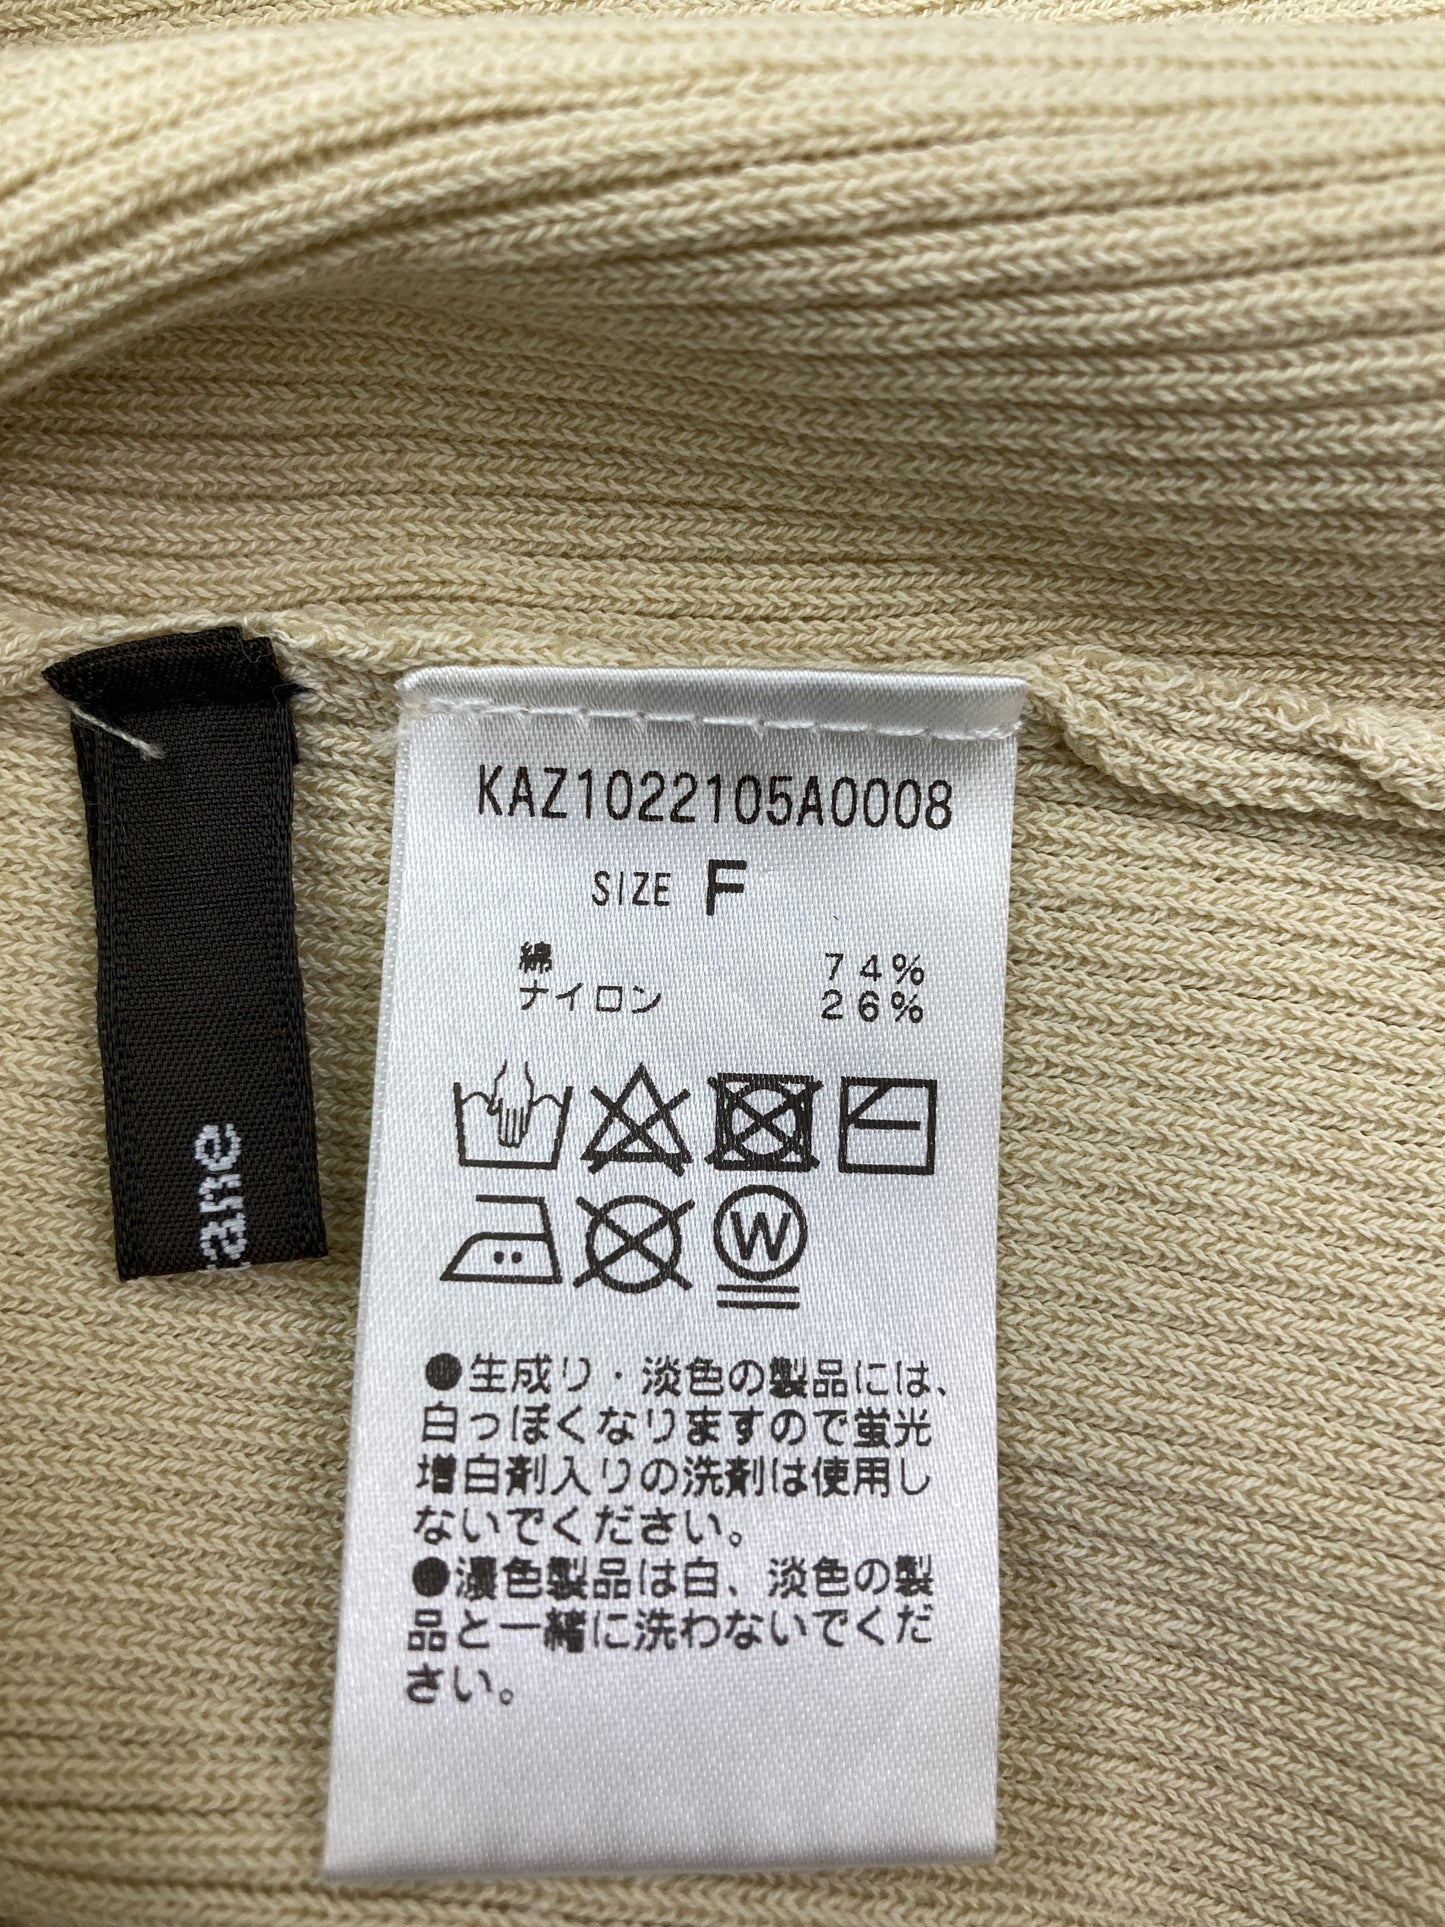 KAZ1022105A0008
SIZE F
綿 74%
ナイロン 26%
W
●生成り・淡色の製品には、
白っぽくなりますので蛍光
増白剤入りの洗剤は使用し
ないでください。
●濃色製品は白、淡色の製
品と一緒に洗わないでくだ
さい。
ane